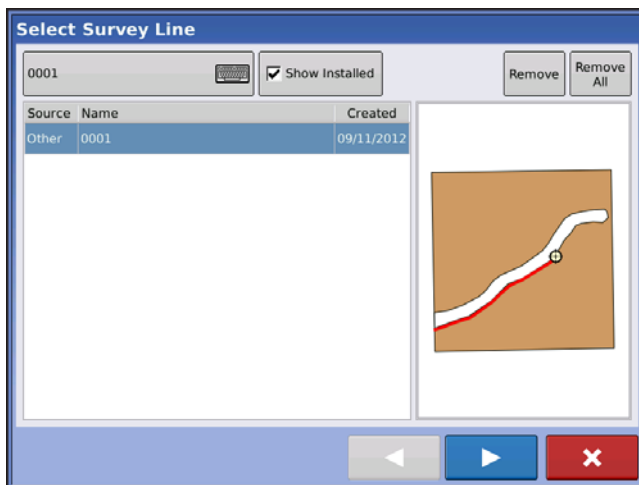 Select Survey Line
0001
Show Installed
Remove
Remove
All
Source Name Created
Other 0001 09/11/2012